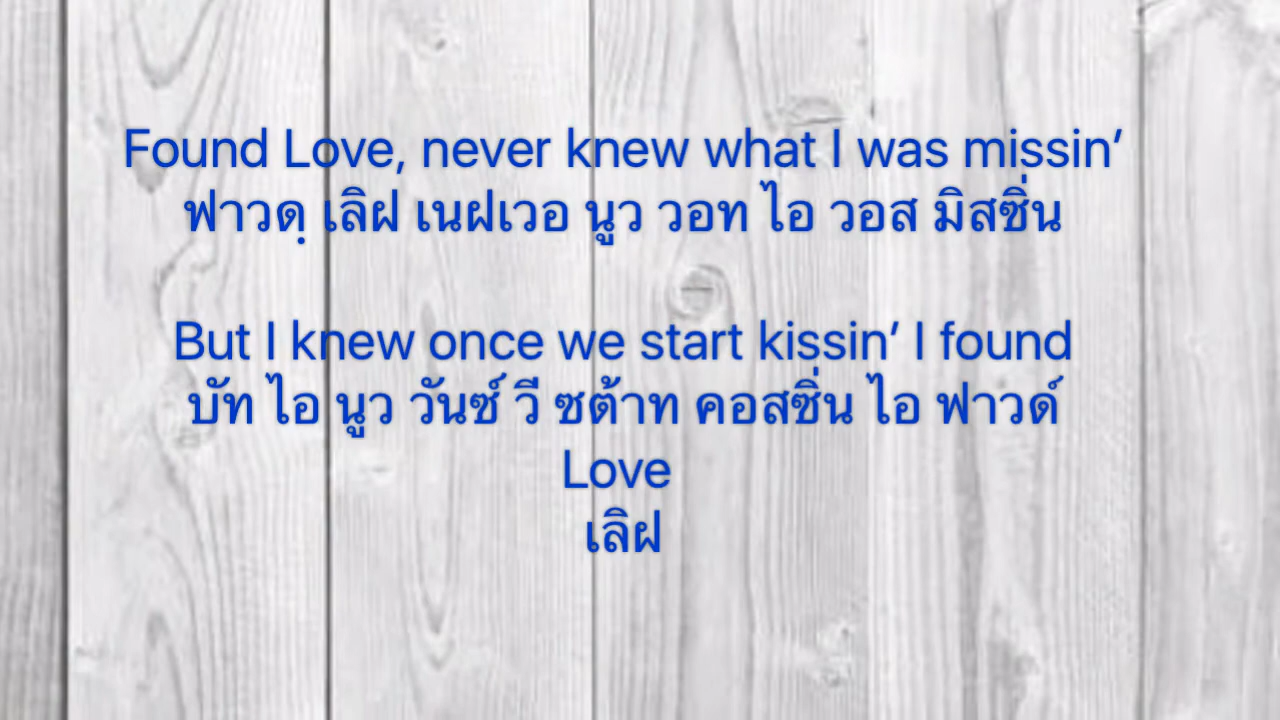 Found Love, never knew what I was missin’
ฟาวดฺ เลิฝ เนฝเวอ นูว วอท ไอ วอส มิสซิ่น
But I knew once we start kissin’ I found
บัท ไอ นูว วันซ์ วี ซต้าท คอสซิ่น ไอ ฟาวด์
Love
เลิฝ